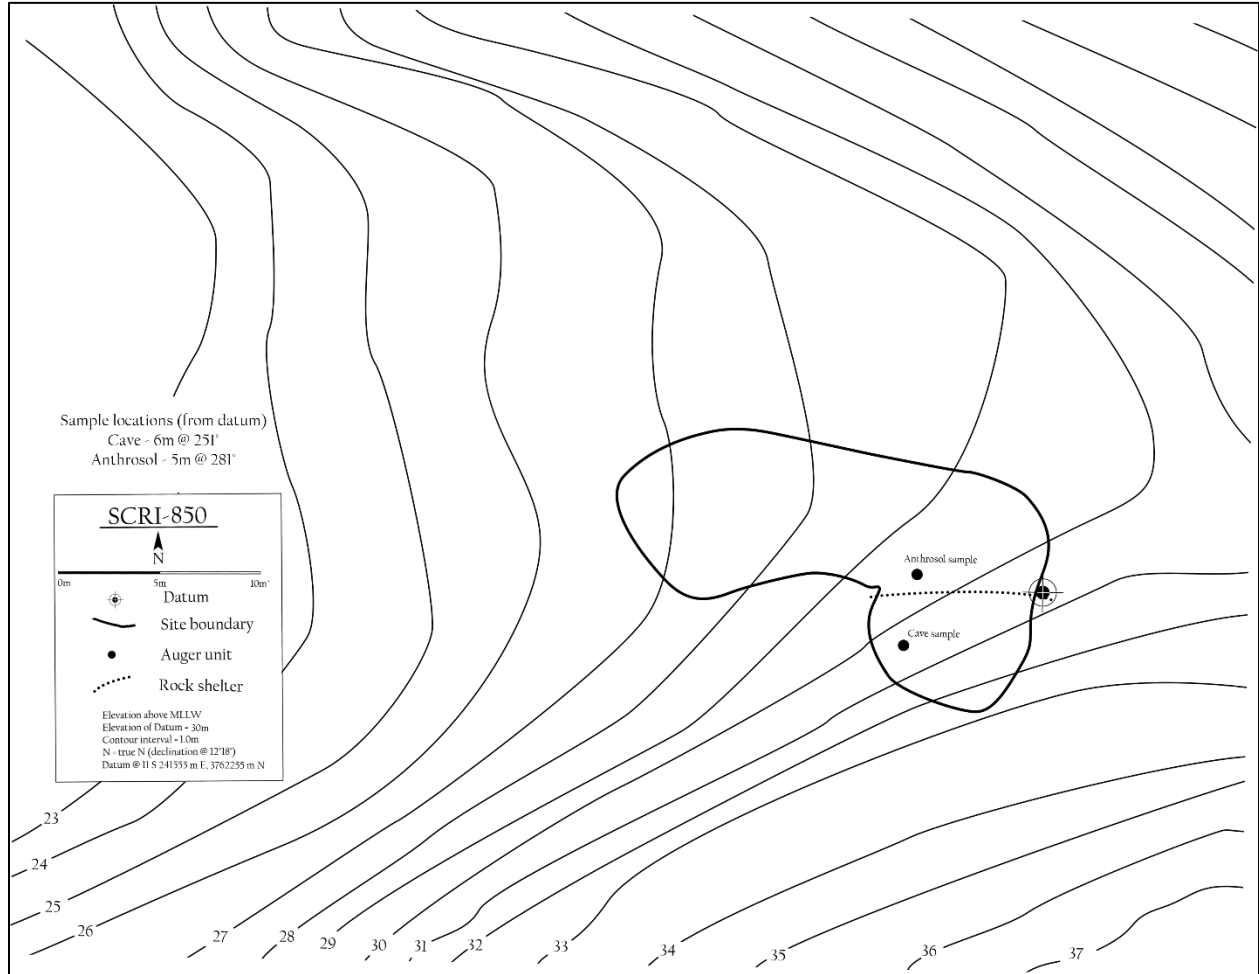 Sample locations (from datum)
Cave - 6m @ 251°
Anthrosol - 5m @ 281°
SCRI-850
N
0m 5m 10m
Datum
Site boundary
Auger unit
Rock shelter
Elevation above MLLW
Elevation of Datum - 30m
Contour interval - 1.0m
N - true N (declination @ 12°18')
Datum @ 11 S 241333 m E, 3762255 m N
Anthrosol sample
Cave sample
23
24
25
26
27
28
29
30
31
32
33
34
35
36
37